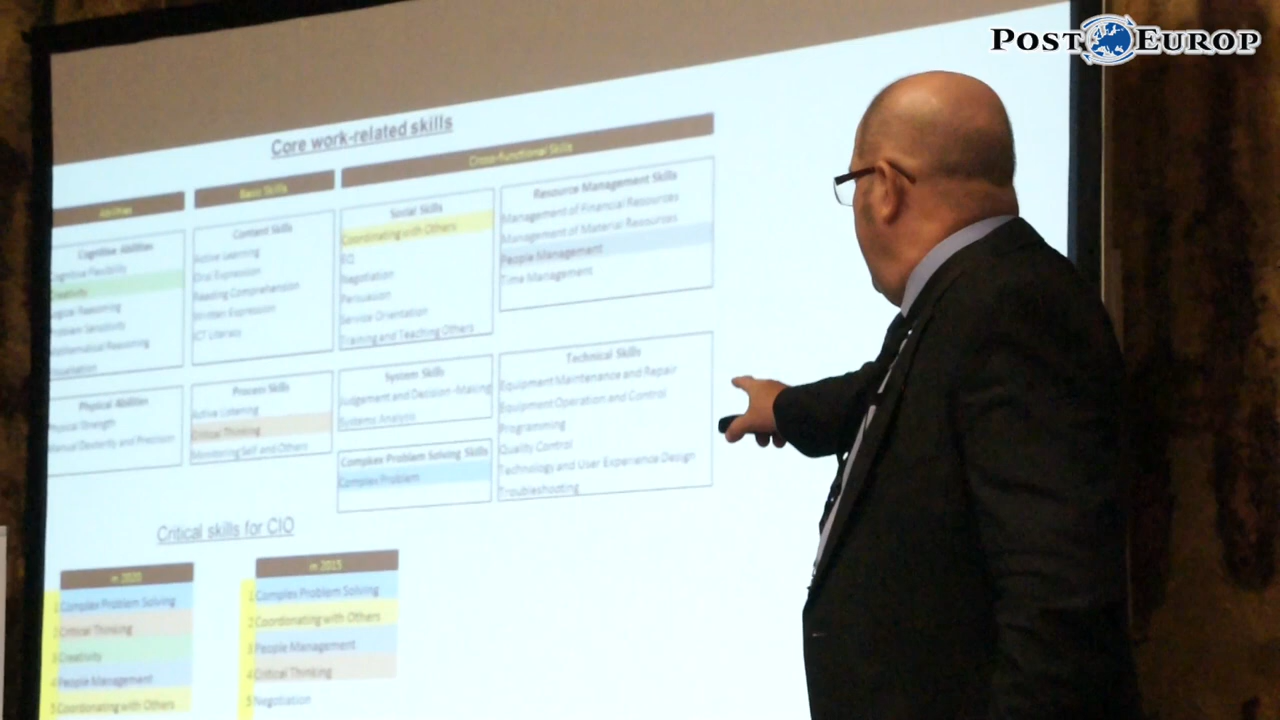 POST EUROP
Core work-related skills
Abilities
Basic Skills
Cross-functional Skills
Cognitive Abilities
Cognitive Flexibility
Creativity
Logical Reasoning
Problem Sensitivity
Mathematical Reasoning
Visualisation
Physical Abilities
Physical Strength
Manual Dexterity and Precision
Content Skills
Active Learning
Oral Expression
Reading Comprehension
Written Expression
ICT Literacy
Process Skills
Active Listening
Critical Thinking
Monitoring Self and Others
Social Skills
Coordinating with Others
EQ
Negotiation
Persuasion
Service Orientation
Training and Teaching Others
System Skills
Judgement and Decision-Making
Systems Analysis
Complex Problem Solving Skills
Complex Problem
Resource Management Skills
Management of Financial Resources
Management of Material Resources
People Management
Time Management
Technical Skills
Equipment Maintenance and Repair
Equipment Operation and Control
Programming
Quality Control
Technology and User Experience Design
Troubleshooting
Critical skills for CIO
in 2020
1 Complex Problem Solving
2 Critical Thinking
3 Creativity
4 People Management
5 Coordonating with Others
in 2015
1 Complex Problem Solving
2 Coordonating with Others
3 People Management
4 Critical Thinking
5 Negotiation